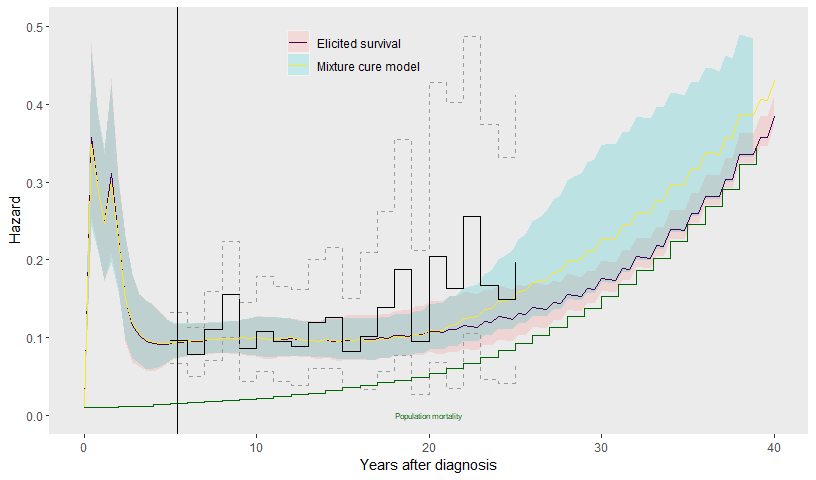 0.5
0.4
0.3
0.2
0.1
0.0
Hazard
Elicited survival
Mixture cure model
Population mortality
0 10 20 30 40
Years after diagnosis